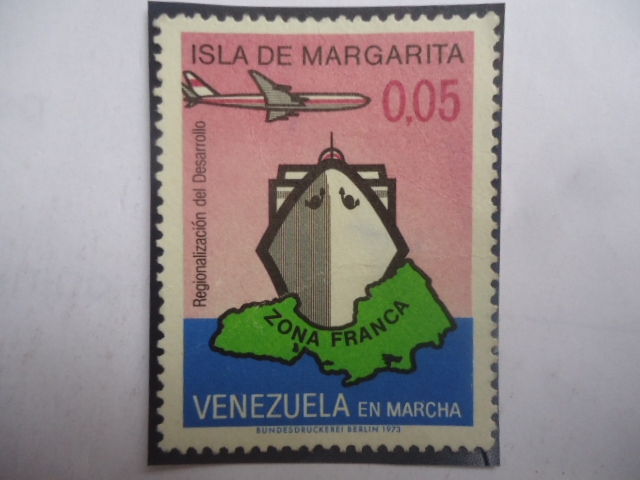 ISLA DE MARGARITA
0,05
Regionalización del Desarrollo
ZONA FRANCA
VENEZUELA EN MARCHA
BUNDESDRUCKEREI BERLIN 1973